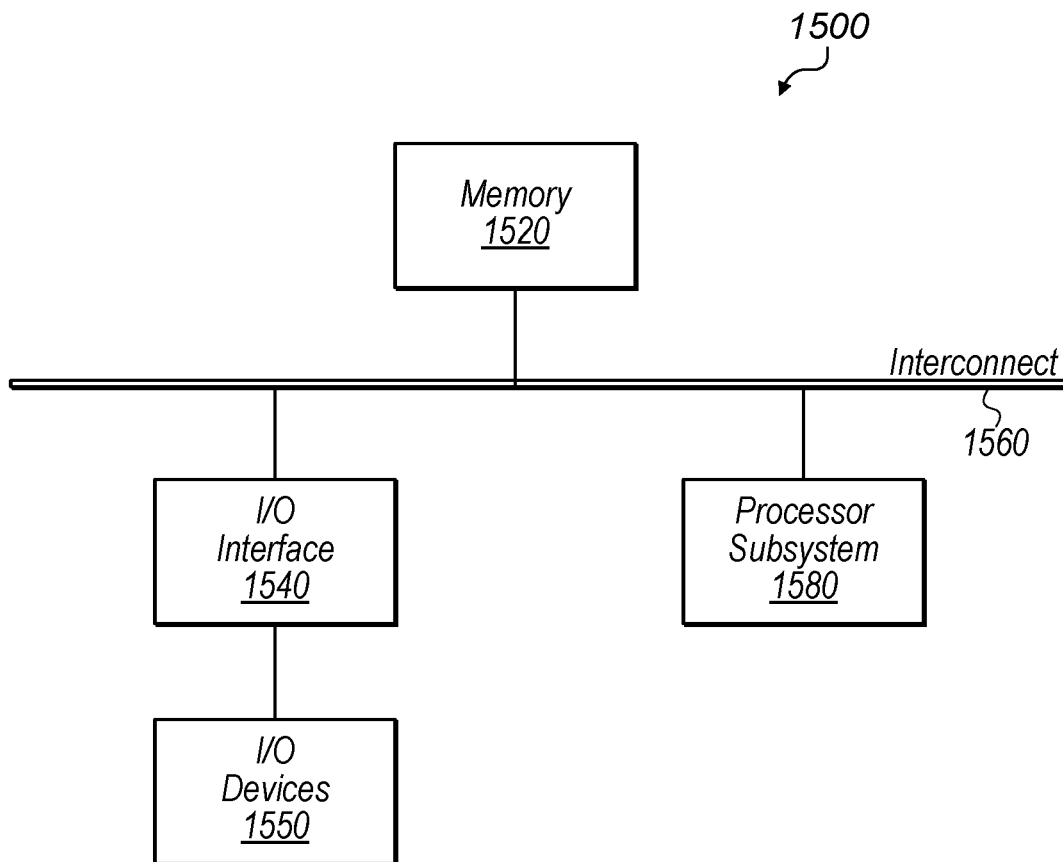 1500
Memory
1520
Interconnect
1560
I/O
Interface
1540
Processor
Subsystem
1580
I/O
Devices
1550